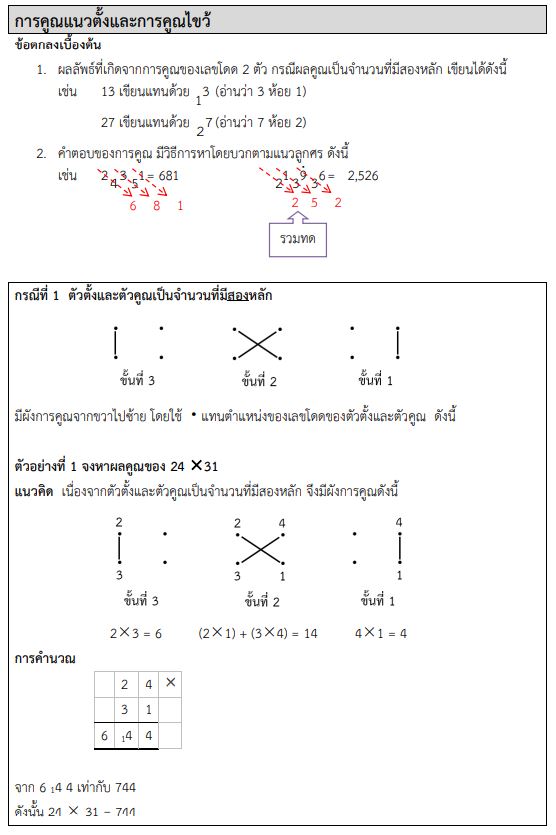 การคูณแนวตั้งและการคูณไขว้
ข้อตกลงเบื้องต้น
1. ผลลัพธ์ที่เกิดจากการคูณของเลขโดด 2 ตัว กรณีผลคูณเป็นจำนวนที่มีสองหลัก เขียนได้ดังนี้
เช่น 13 เขียนแทนด้วย ₁3 (อ่านว่า 3 ห้อย 1)
27 เขียนแทนด้วย ₂7 (อ่านว่า 7 ห้อย 2)
2. คำตอบของการคูณ มีวิธีการหาโดยบวกตามแนวลูกศร ดังนี้
เช่น 2 ₄3 ₅1 = 681 ₂1 ₃9 ₃6 = 2,526
6 8 1 2 5 2
รวมทด
กรณีที่ 1 ตัวตั้งและตัวคูณเป็นจำนวนที่มีสองหลัก
ขั้นที่ 3 ขั้นที่ 2 ขั้นที่ 1
มีผังการคูณจากขวาไปซ้าย โดยใช้ • แทนตำแหน่งของเลขโดดของตัวตั้งและตัวคูณ ดังนี้
ตัวอย่างที่ 1 จงหาผลคูณของ 24 ×31
แนวคิด เนื่องจากตัวตั้งและตัวคูณเป็นจำนวนที่มีสองหลัก จึงมีผังการคูณดังนี้
2 2 4 4
3 3 1 1
ขั้นที่ 3 ขั้นที่ 2 ขั้นที่ 1
2×3 = 6 (2×1) + (3×4) = 14 4×1 = 4
การคำนวณ
2 4 ×
3 1
6 ₁4 4
จาก 6 ₁4 4 เท่ากับ 744
ดังนั้น 24 × 31 = 744